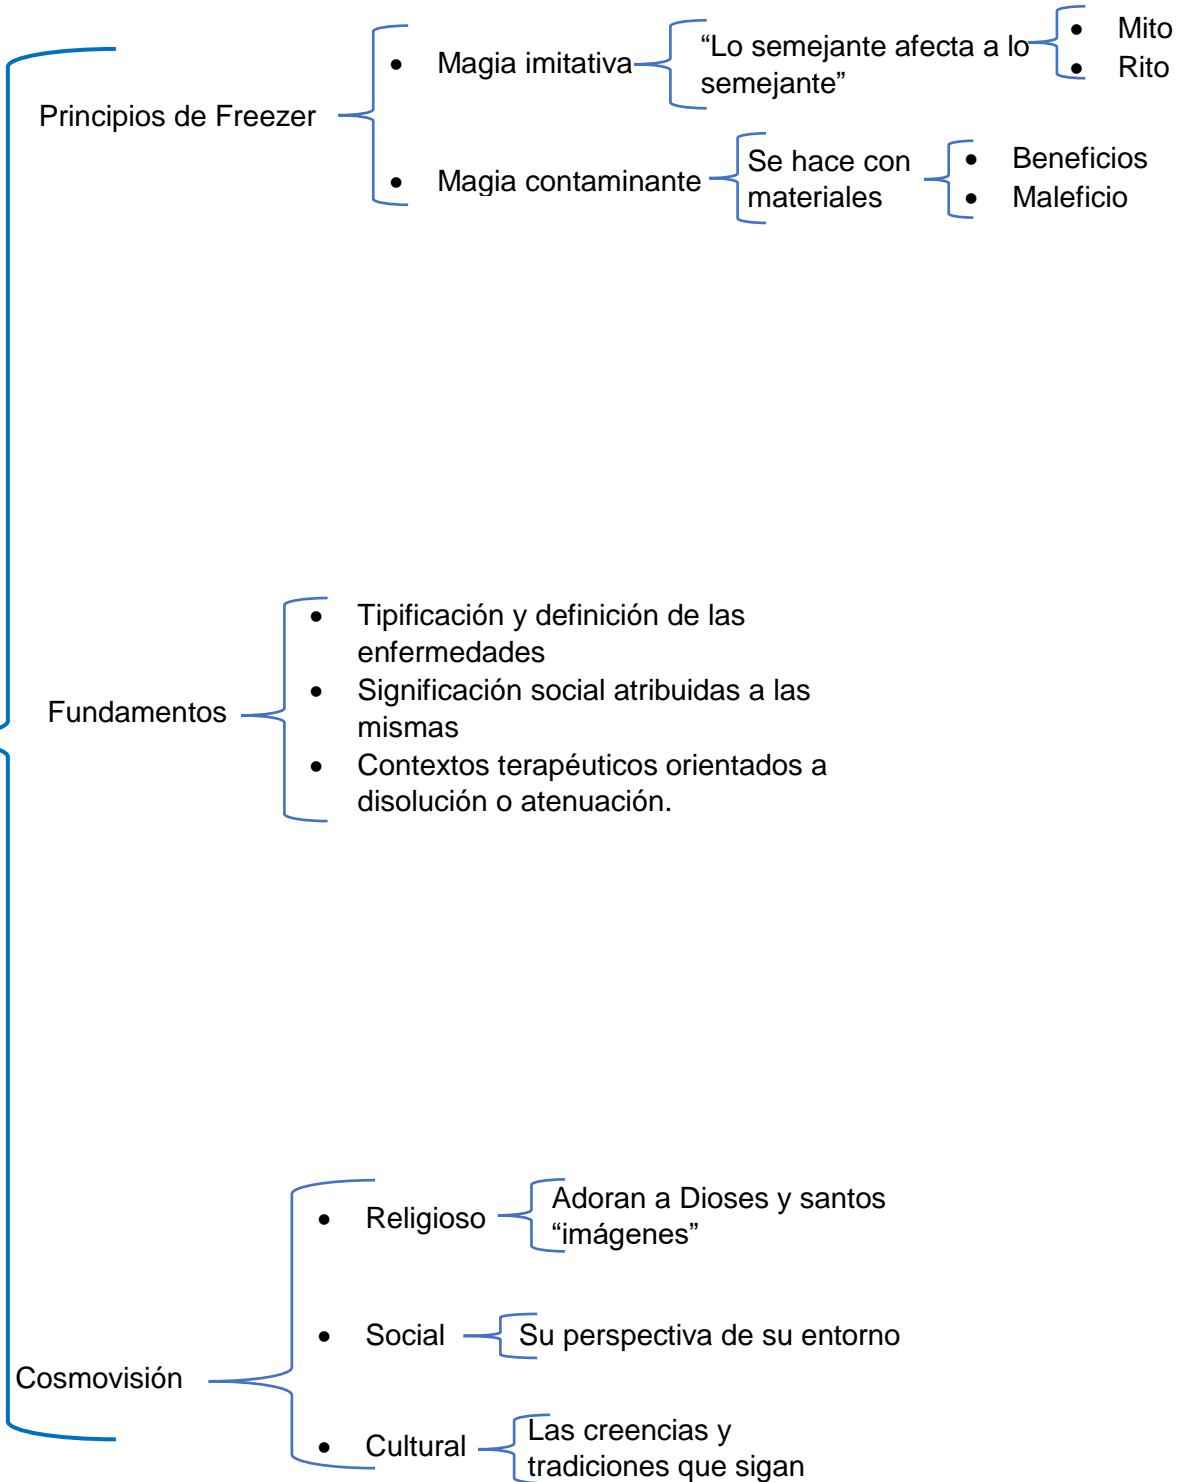 Principios de Freezer
• Magia imitativa
“Lo semejante afecta a lo
semejante”
• Mito
• Rito
• Magia contaminante
Se hace con
materiales
• Beneficios
• Maleficio
Fundamentos
• Tipificación y definición de las
enfermedades
• Significación social atribuidas a las
mismas
• Contextos terapéuticos orientados a
disolución o atenuación.
Cosmovisión
• Religioso
Adoran a Dioses y santos
“imágenes”
• Social
Su perspectiva de su entorno
• Cultural
Las creencias y
tradiciones que sigan